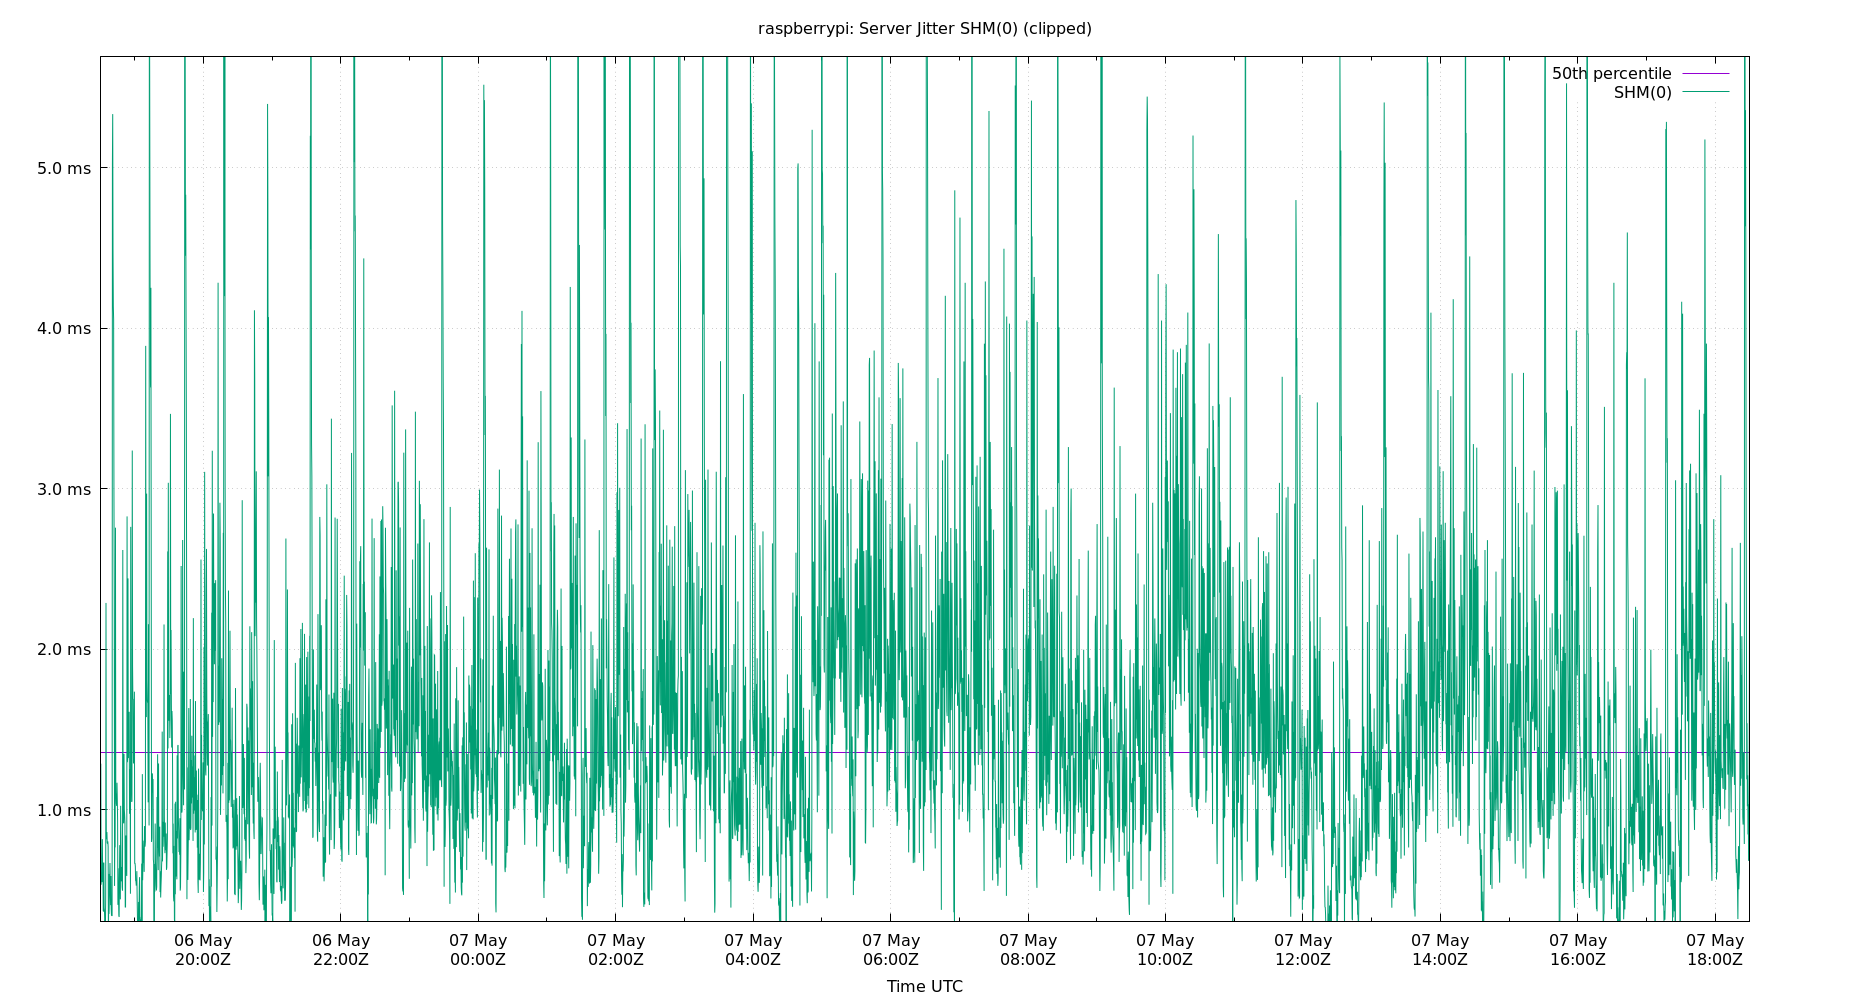 raspberrypi: Server Jitter SHM(0) (clipped)
50th percentile
SHM(0)
5.0 ms
4.0 ms
3.0 ms
2.0 ms
1.0 ms
06 May 06 May 07 May 07 May 07 May 07 May 07 May 07 May 07 May 07 May 07 May 07 May
20:00Z 22:00Z 00:00Z 02:00Z 04:00Z 06:00Z 08:00Z 10:00Z 12:00Z 14:00Z 16:00Z 18:00Z
Time UTC